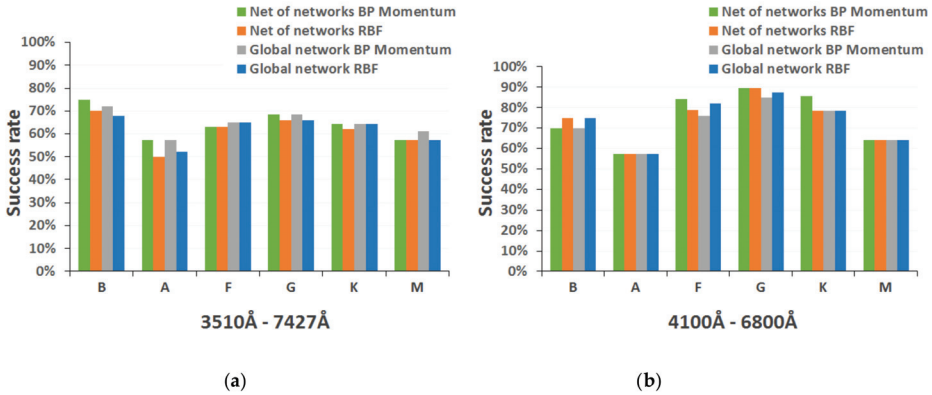 Net of networks BP Momentum
Net of networks RBF
Global network BP Momentum
Global network RBF
100%
90%
80%
70%
60%
50%
40%
30%
20%
10%
0%
Success rate
B A F G K M
3510Å - 7427Å
(a)
Net of networks BP Momentum
Net of networks RBF
Global network BP Momentum
Global network RBF
100%
90%
80%
70%
60%
50%
40%
30%
20%
10%
0%
Success rate
B A F G K M
4100Å - 6800Å
(b)